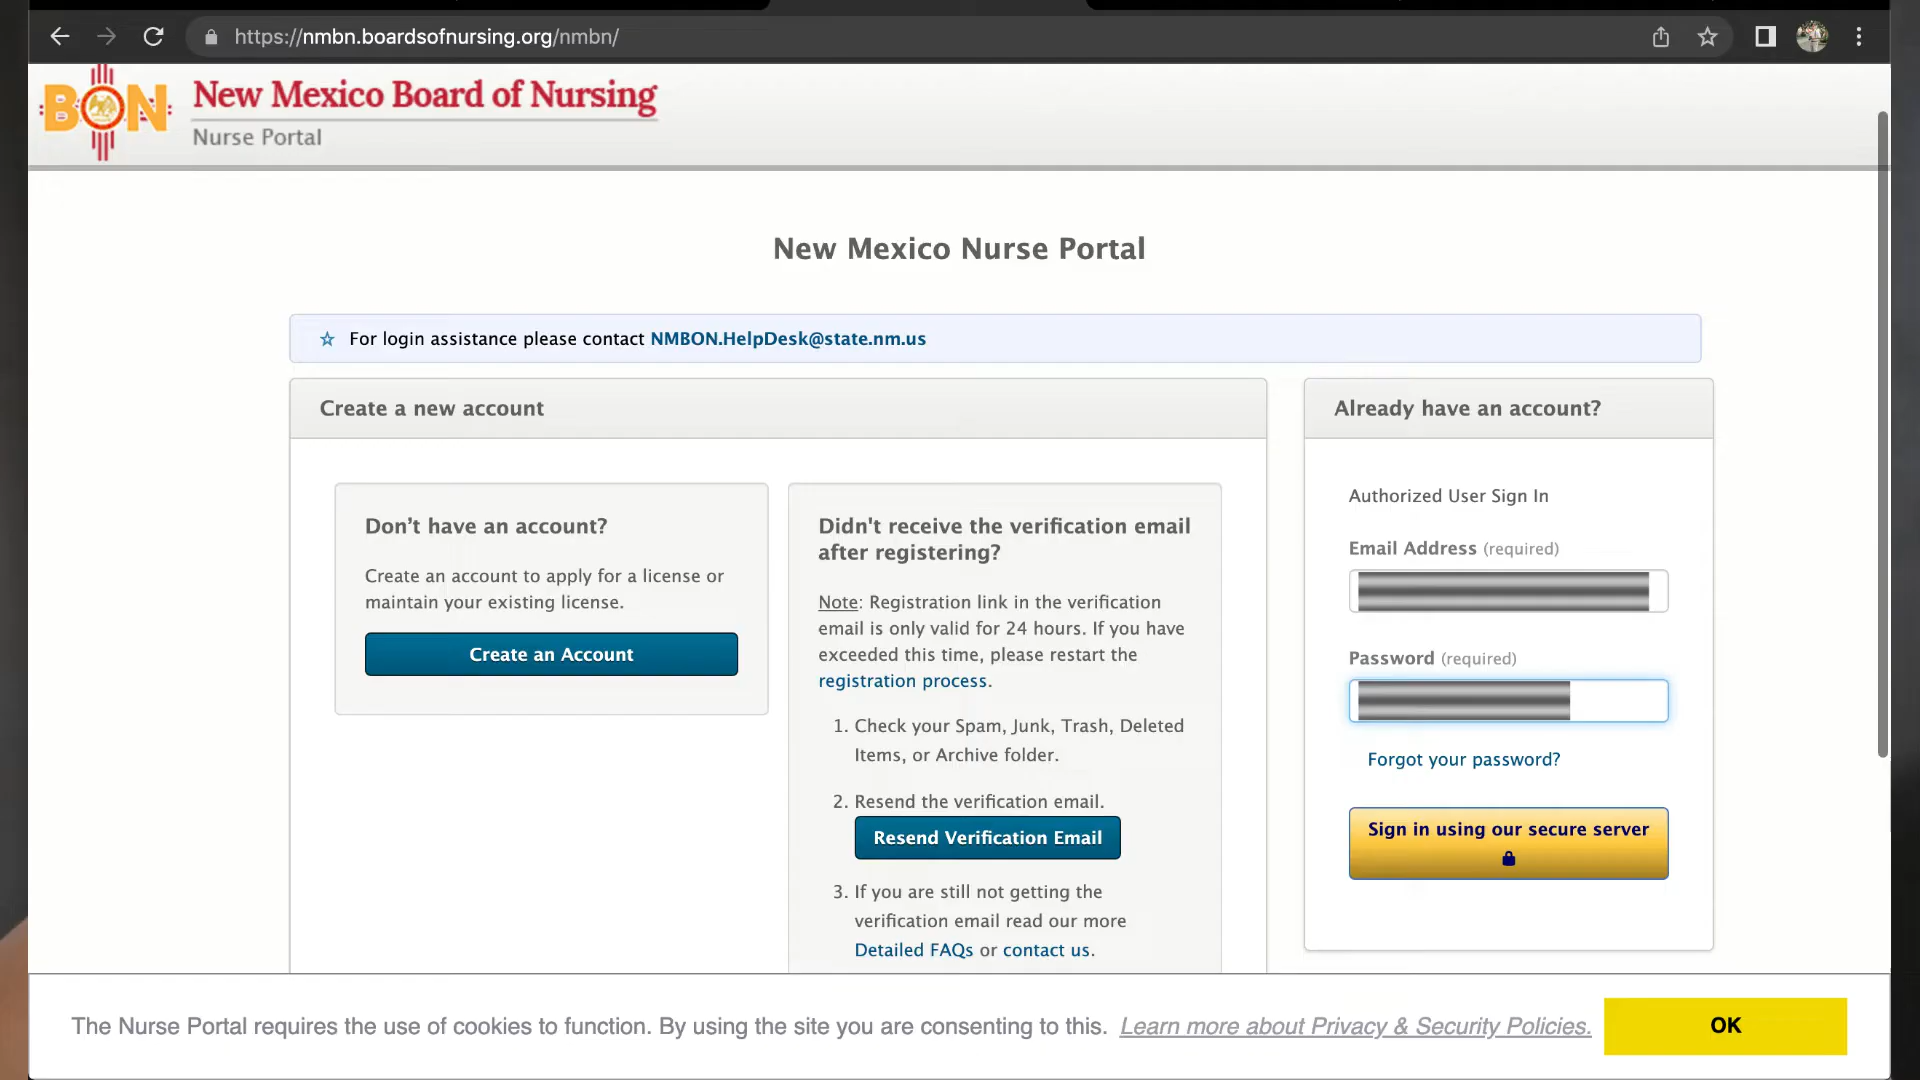 https://nmbn.boardsofnursing.org/nmbn/
BON
New Mexico Board of Nursing
Nurse Portal
New Mexico Nurse Portal
For login assistance please contact NMBON.HelpDesk@state.nm.us
Create a new account
Don’t have an account?
Create an account to apply for a license or
maintain your existing license.
Create an Account
Didn't receive the verification email
after registering?
Note: Registration link in the verification
email is only valid for 24 hours. If you have
exceeded this time, please restart the
registration process.
1. Check your Spam, Junk, Trash, Deleted
Items, or Archive folder.
2. Resend the verification email.
Resend Verification Email
3. If you are still not getting the
verification email read our more
Detailed FAQs or contact us.
Already have an account?
Authorized User Sign In
Email Address (required)
Password (required)
Forgot your password?
Sign in using our secure server
The Nurse Portal requires the use of cookies to function. By using the site you are consenting to this. Learn more about Privacy & Security Policies.
OK